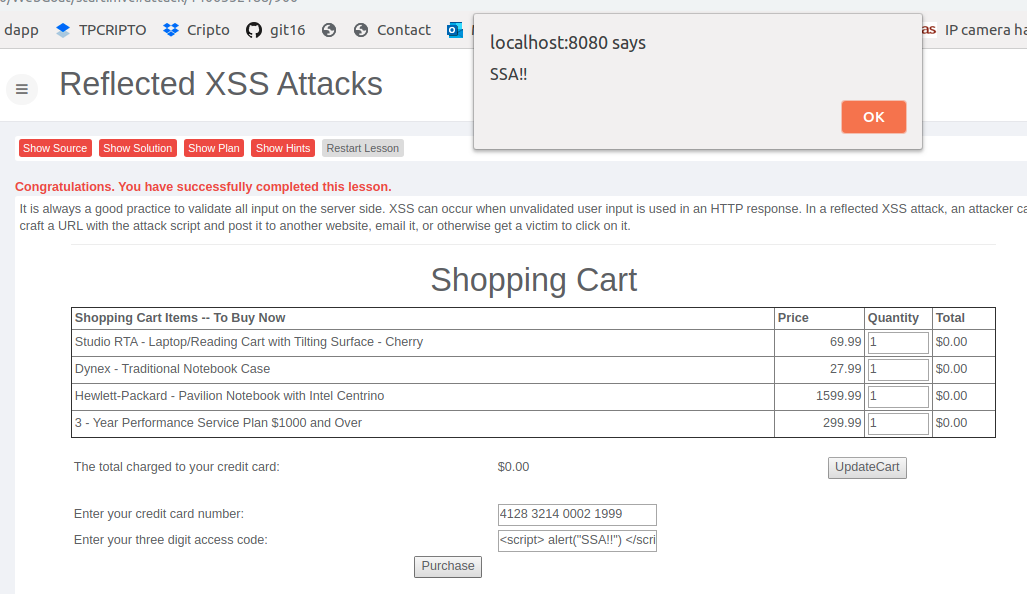 dapp TPCRIPTO Cripto git16 Contact
as IP camera ha
localhost:8080 says
SSA!!
OK
Reflected XSS Attacks
Show Source Show Solution Show Plan Show Hints Restart Lesson
Congratulations. You have successfully completed this lesson.
It is always a good practice to validate all input on the server side. XSS can occur when unvalidated user input is used in an HTTP response. In a reflected XSS attack, an attacker ca
craft a URL with the attack script and post it to another website, email it, or otherwise get a victim to click on it.
Shopping Cart
Shopping Cart Items -- To Buy Now Price Quantity Total
Studio RTA - Laptop/Reading Cart with Tilting Surface - Cherry 69.99 1 $0.00
Dynex - Traditional Notebook Case 27.99 1 $0.00
Hewlett-Packard - Pavilion Notebook with Intel Centrino 1599.99 1 $0.00
3 - Year Performance Service Plan $1000 and Over 299.99 1 $0.00
The total charged to your credit card: $0.00 UpdateCart
Enter your credit card number: 4128 3214 0002 1999
Enter your three digit access code: <script> alert("SSA!!") </scri
Purchase